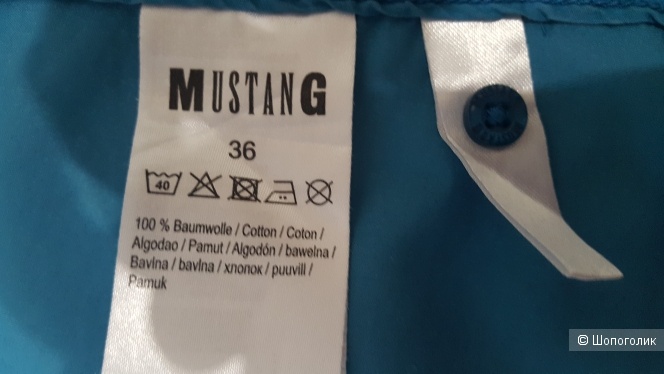 MUSTANG
36
40
100 % Baumwolle / Cotton / Coton /
Algodao / Pamut / Algodón / bawelna /
Bavlna / bavlna / хлопок / puuvill /
Pamuk
© Шопоголик